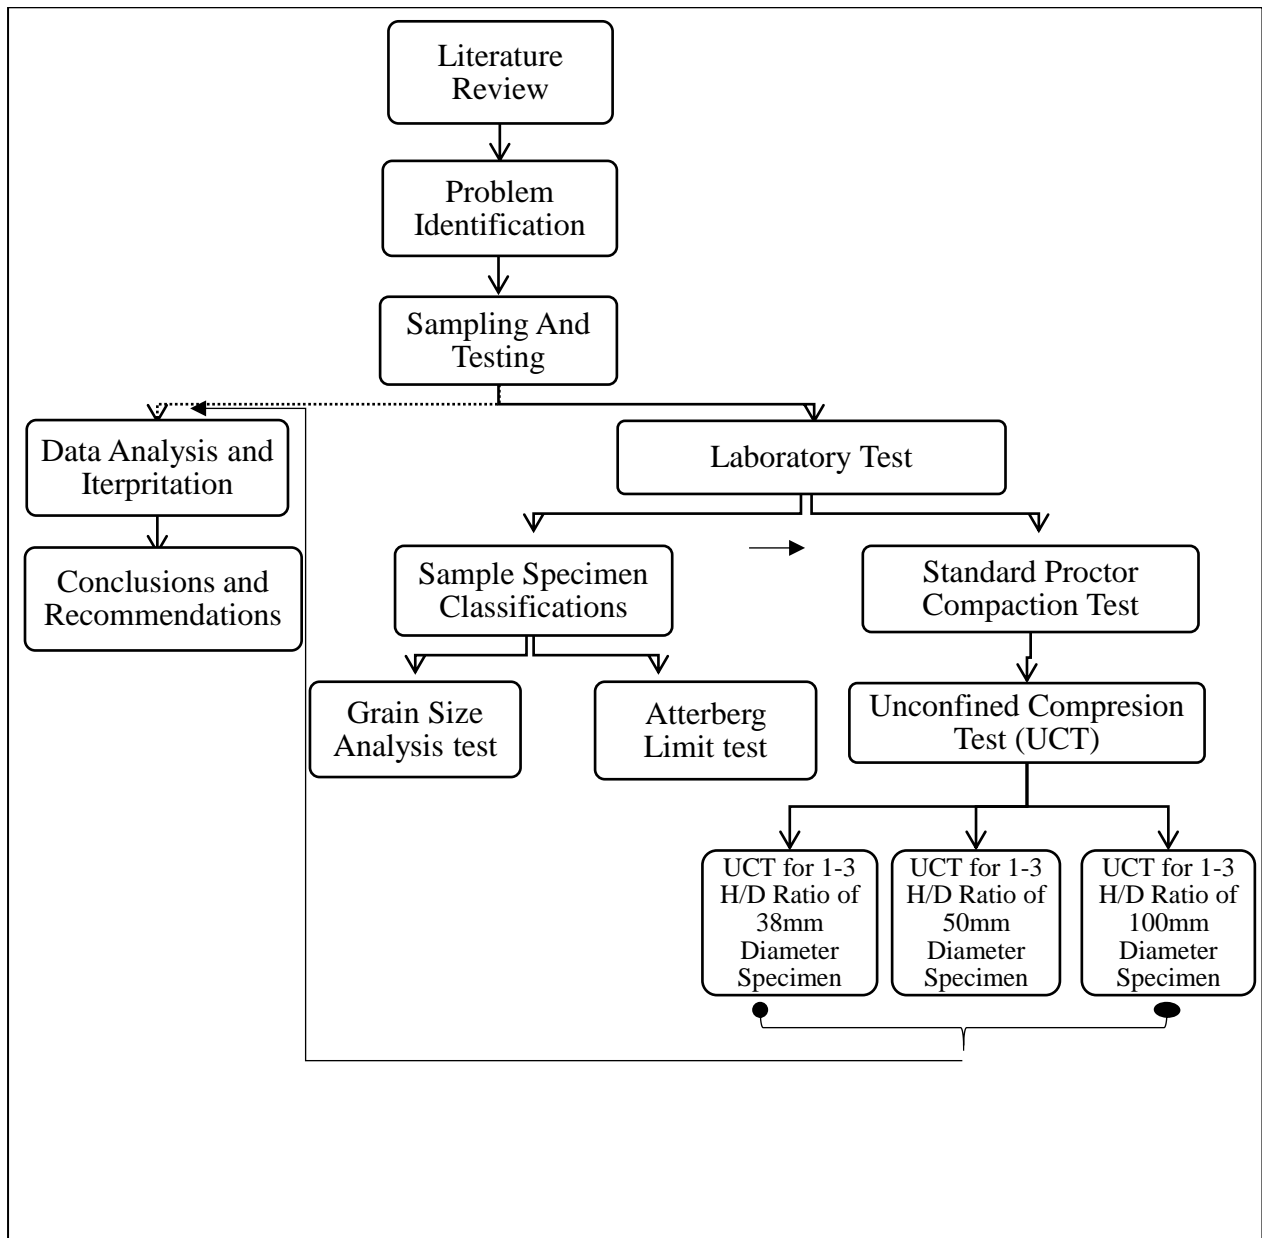 Literature
Review
Problem
Identification
Sampling And
Testing
Data Analysis and
Iterpritation
Laboratory Test
Conclusions and
Recommendations
Sample Specimen
Classifications
Standard Proctor
Compaction Test
Grain Size
Analysis test
Atterberg
Limit test
Unconfined Compresion
Test (UCT)
UCT for 1-3
H/D Ratio of
38mm
Diameter
Specimen
UCT for 1-3
H/D Ratio of
50mm
Diameter
Specimen
UCT for 1-3
H/D Ratio of
100mm
Diameter
Specimen